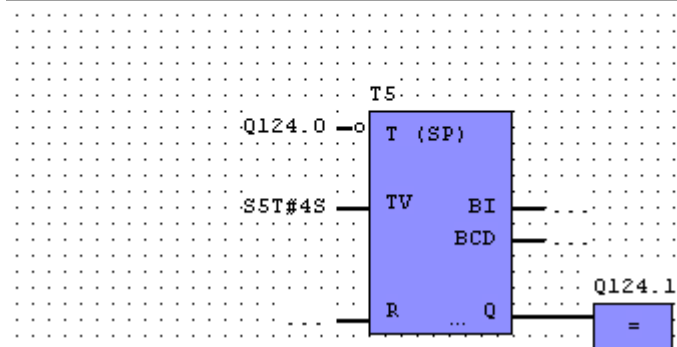 T5
Q124.0
T (SP)
S5T#4S
TV
BI
...
BCD
...
Q124.1
...
R
...
Q
=